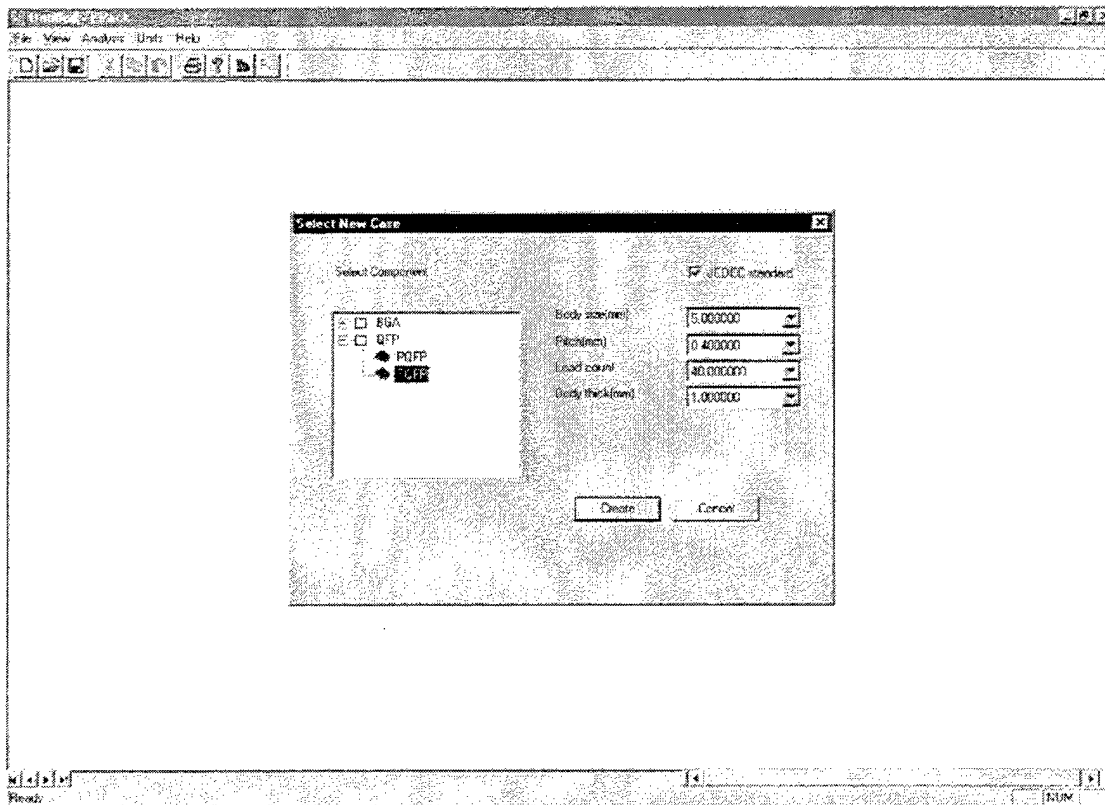 File View Analysis Units Help
Select New Case
Select Component
JEDEC standard
BGA
QFP
PQFP
Body size(mm) 5.000000
Pitch(mm) 0.400000
Lead count 40.000000
Body thick(mm) 1.000000
Create Cancel
Ready NUM